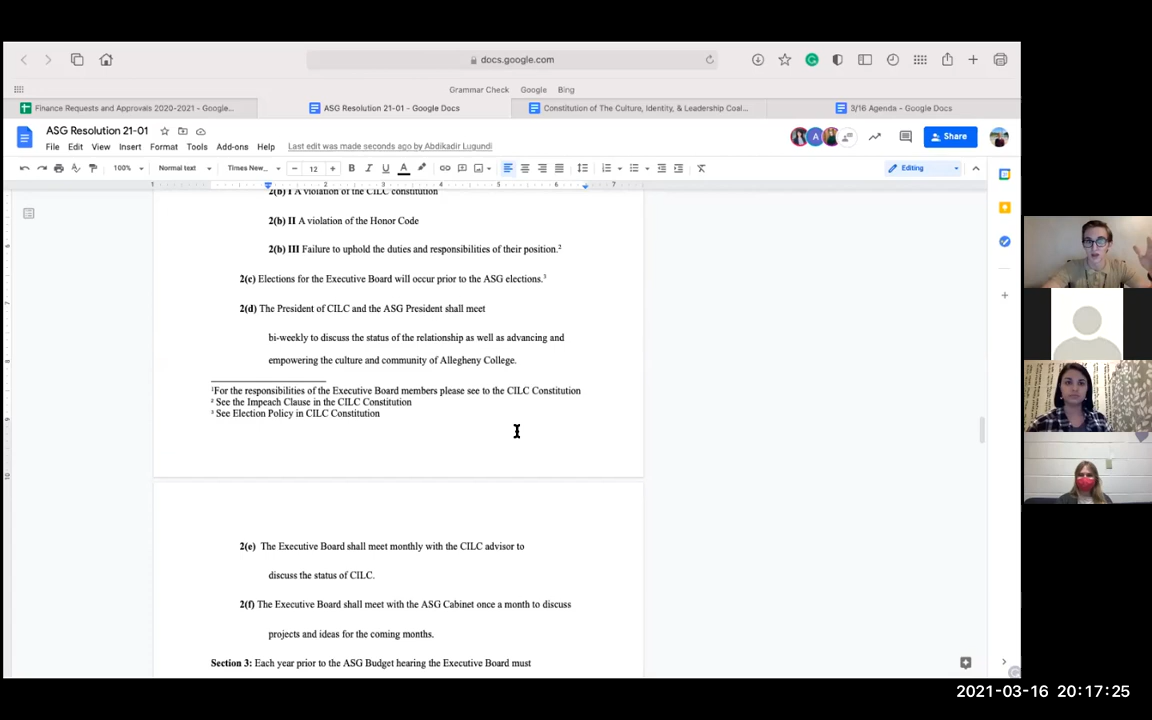 docs.google.com
Grammar Check Google Bing
Finance Requests and Approvals 2020-2021 - Google...
ASG Resolution 21-01 - Google Docs
Constitution of The Culture, Identity, & Leadership Coal...
3/16 Agenda - Google Docs
ASG Resolution 21-01
File Edit View Insert Format Tools Add-ons Help Last edit was made seconds ago by Abdikadir Lugundi
A
Share
100% Normal text Times New... 12 Editing
1 1 2 3 4 5 6 7
2(b) I A violation of the CILC constitution
2(b) II A violation of the Honor Code
2(b) III Failure to uphold the duties and responsibilities of their position.²
2(c) Elections for the Executive Board will occur prior to the ASG elections.³
2(d) The President of CILC and the ASG President shall meet
bi-weekly to discuss the status of the relationship as well as advancing and
empowering the culture and community of Allegheny College.
¹For the responsibilities of the Executive Board members please see to the CILC Constitution
² See the Impeach Clause in the CILC Constitution
³ See Election Policy in CILC Constitution
2(e) The Executive Board shall meet monthly with the CILC advisor to
discuss the status of CILC.
2(f) The Executive Board shall meet with the ASG Cabinet once a month to discuss
projects and ideas for the coming months.
Section 3: Each year prior to the ASG Budget hearing the Executive Board must
2021-03-16 20:17:25